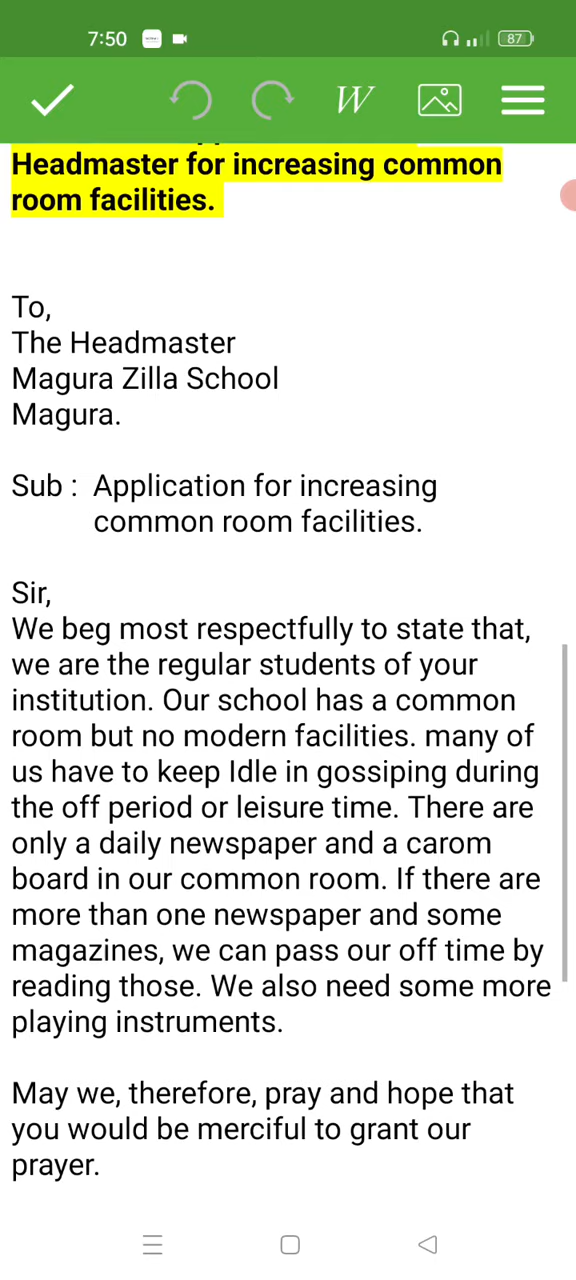 7:50
87
W
Headmaster for increasing common
room facilities.
To,
The Headmaster
Magura Zilla School
Magura.
Sub : Application for increasing
common room facilities.
Sir,
We beg most respectfully to state that,
we are the regular students of your
institution. Our school has a common
room but no modern facilities. many of
us have to keep Idle in gossiping during
the off period or leisure time. There are
only a daily newspaper and a carom
board in our common room. If there are
more than one newspaper and some
magazines, we can pass our off time by
reading those. We also need some more
playing instruments.
May we, therefore, pray and hope that
you would be merciful to grant our
prayer.